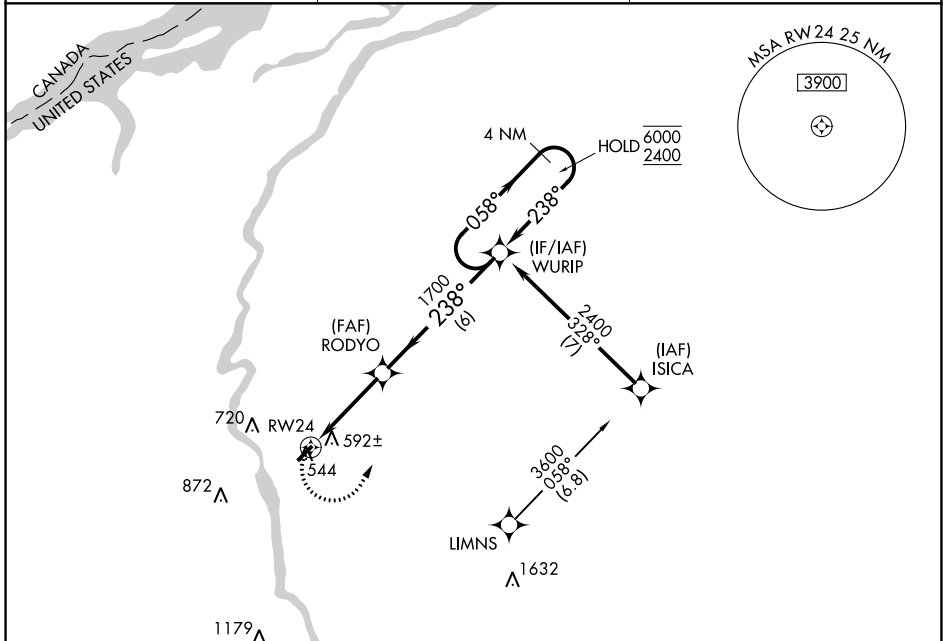 CANADA
UNITED STATES
MSA RW24 25 NM
3900
4 NM
HOLD 6000
2400
058°
238°
(IF/IAF)
WURIP
1700
238°
(6)
2400
328°
(7)
(FAF)
RODYO
(IAF)
ISICA
720
RW24
592±
544
872
3600
058°
(6.8)
LIMNS
1632
1179